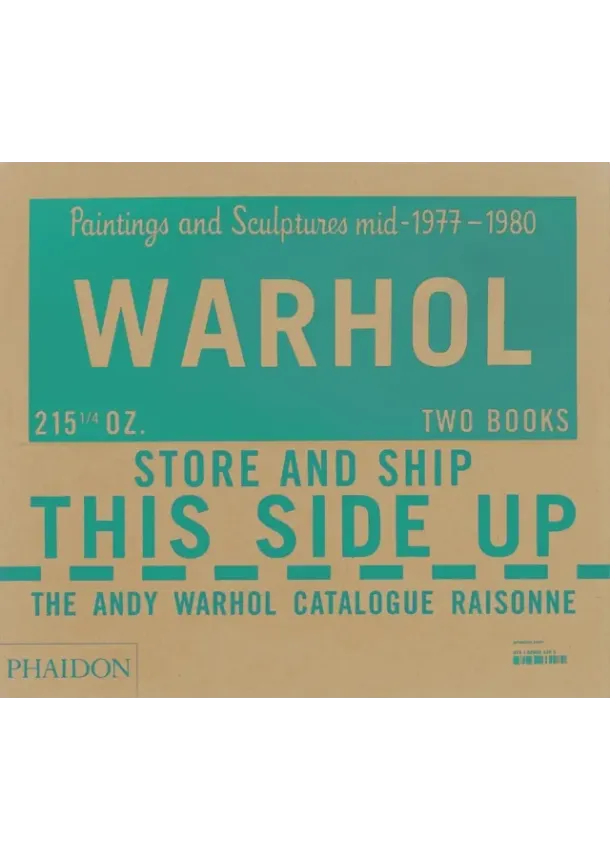 Paintings and Sculptures mid-1977–1980
WARHOL
215 1/4 OZ.
TWO BOOKS
STORE AND SHIP
THIS SIDE UP
THE ANDY WARHOL CATALOGUE RAISONNE
PHAIDON